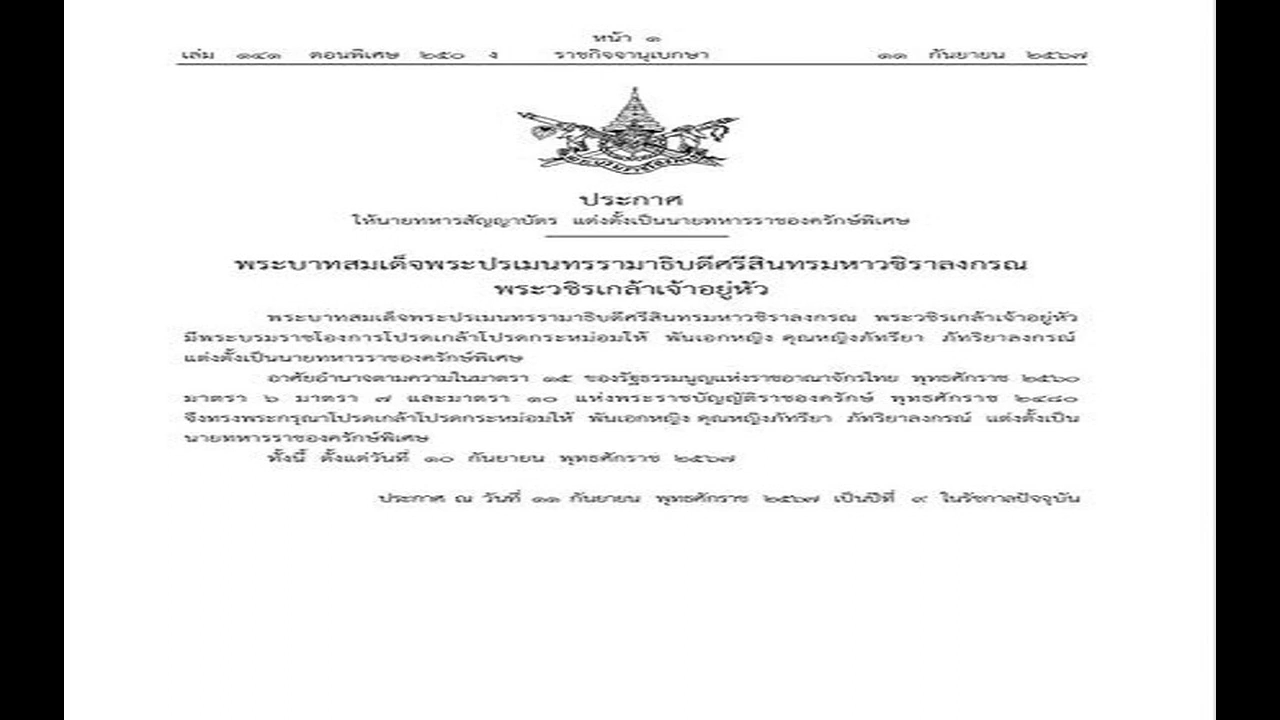 หน้า ๑
เล่ม ๑๔๑ ตอนพิเศษ ๒๕๐ ง ราชกิจจานุเบกษา ๑๑ กันยายน ๒๕๖๗
ประกาศ
ให้นายทหารสัญญาบัตร แต่งตั้งเป็นนายทหารราชองครักษ์พิเศษ
พระบาทสมเด็จพระปรเมนทรรามาธิบดีศรีสินทรมหาวชิราลงกรณ
พระวชิรเกล้าเจ้าอยู่หัว
พระบาทสมเด็จพระปรเมนทรรามาธิบดีศรีสินทรมหาวชิราลงกรณ พระวชิรเกล้าเจ้าอยู่หัว
มีพระบรมราชโองการโปรดเกล้าโปรดกระหม่อมให้ พันเอกหญิง คุณหญิงภัทรียา ภัทริยาลงกรณ์
แต่งตั้งเป็นนายทหารราชองครักษ์พิเศษ
อาศัยอำนาจตามความในมาตรา ๑๕ ของรัฐธรรมนูญแห่งราชอาณาจักรไทย พุทธศักราช ๒๕๖๐
มาตรา ๖ มาตรา ๗ และมาตรา ๑๐ แห่งพระราชบัญญัติราชองครักษ์ พุทธศักราช ๒๔๘๐
จึงทรงพระกรุณาโปรดเกล้าโปรดกระหม่อมให้ พันเอกหญิง คุณหญิงภัทรียา ภัทริยาลงกรณ์ แต่งตั้งเป็น
นายทหารราชองครักษ์พิเศษ
ทั้งนี้ ตั้งแต่วันที่ ๑๐ กันยายน พุทธศักราช ๒๕๖๗
ประกาศ ณ วันที่ ๑๑ กันยายน พุทธศักราช ๒๕๖๗ เป็นปีที่ ๙ ในรัชกาลปัจจุบัน